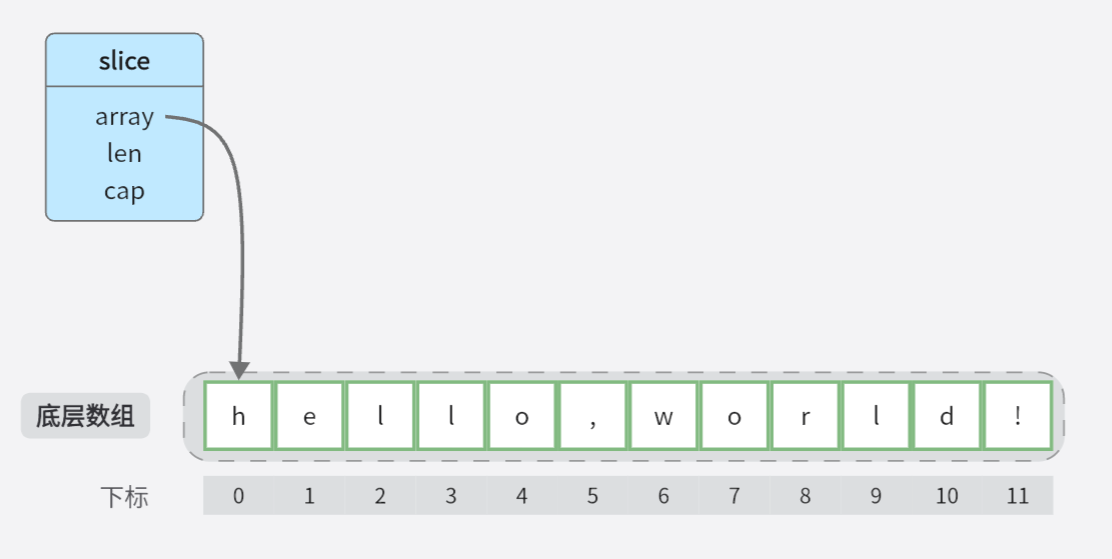 slice
array
len
cap
底层数组 h e l l o , w o r l d !
下标 0 1 2 3 4 5 6 7 8 9 10 11